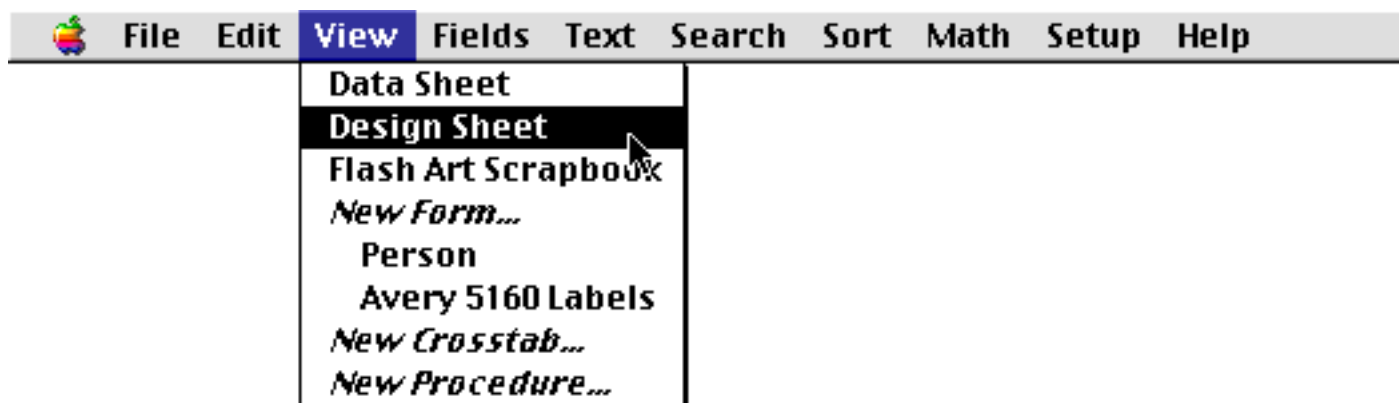 File Edit View Fields Text Search Sort Math Setup Help
Data Sheet
Design Sheet
Flash Art Scrapbook
New Form...
Person
Avery 5160 Labels
New Crosstab...
New Procedure...